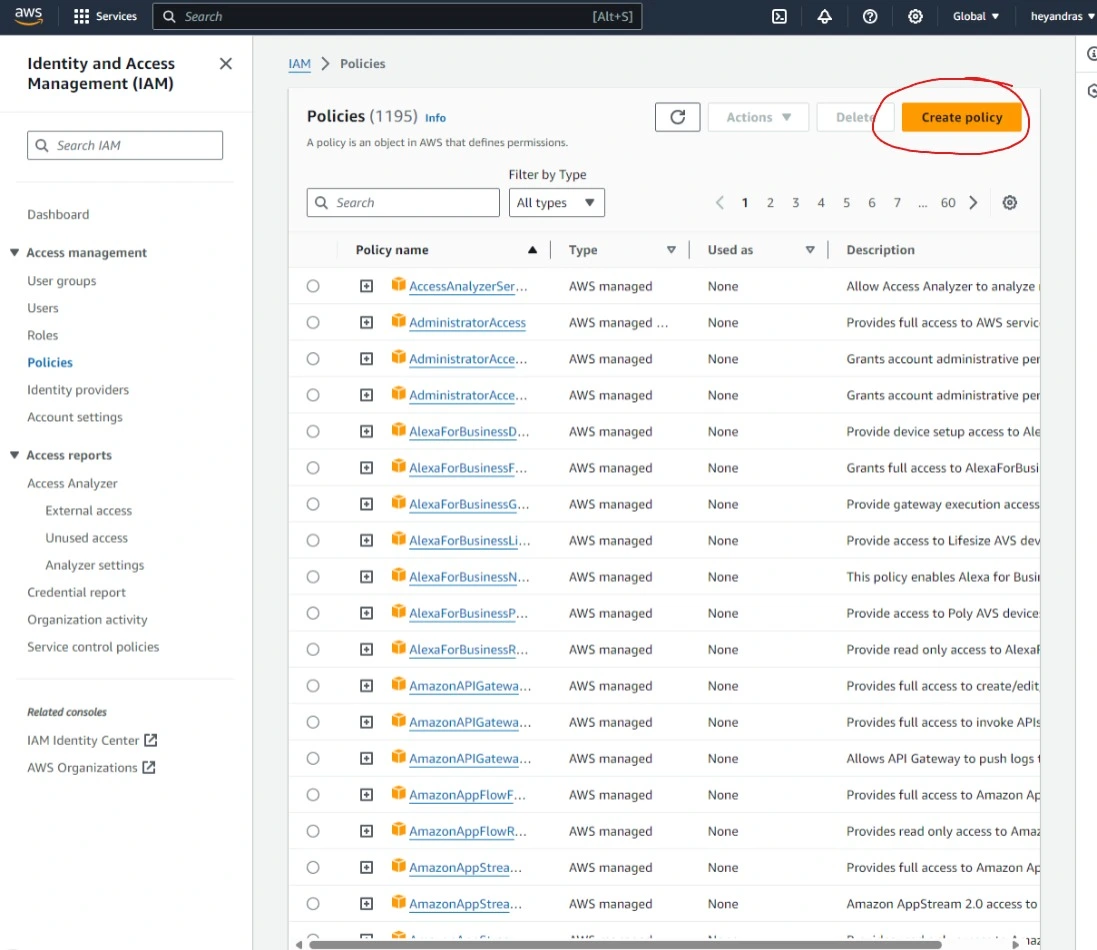 aws Services Search [Alt+S] Global heyandras
Identity and Access
Management (IAM)
Search IAM
Dashboard
Access management
User groups
Users
Roles
Policies
Identity providers
Account settings
Access reports
Access Analyzer
External access
Unused access
Analyzer settings
Credential report
Organization activity
Service control policies
Related consoles
IAM Identity Center
AWS Organizations
IAM > Policies
Policies (1195) Info
Actions Delete Create policy
A policy is an object in AWS that defines permissions.
Filter by Type
Search All types 1 2 3 4 5 6 7 ... 60
Policy name Type Used as Description
AccessAnalyzerSer... AWS managed None Allow Access Analyzer to analyze
AdministratorAccess AWS managed ... None Provides full access to AWS servic
AdministratorAcce... AWS managed None Grants account administrative per
AdministratorAcce... AWS managed None Grants account administrative per
AlexaForBusinessD... AWS managed None Provide device setup access to Ale
AlexaForBusinessF... AWS managed None Grants full access to AlexaForBusi
AlexaForBusinessG... AWS managed None Provide gateway execution access
AlexaForBusinessLi... AWS managed None Provide access to Lifesize AVS dev
AlexaForBusinessN... AWS managed None This policy enables Alexa for Busi
AlexaForBusinessP... AWS managed None Provide access to Poly AVS device
AlexaForBusinessR... AWS managed None Provide read only access to Alexa
AmazonAPIGatewa... AWS managed None Provides full access to create/edit
AmazonAPIGatewa... AWS managed None Provides full access to invoke APIs
AmazonAPIGatewa... AWS managed None Allows API Gateway to push logs
AmazonAppFlowF... AWS managed None Provides full access to Amazon Ap
AmazonAppFlowR... AWS managed None Provides read only access to Amaz
AmazonAppStrea... AWS managed None Provides full access to Amazon Ap
AmazonAppStrea... AWS managed None Amazon AppStream 2.0 access to